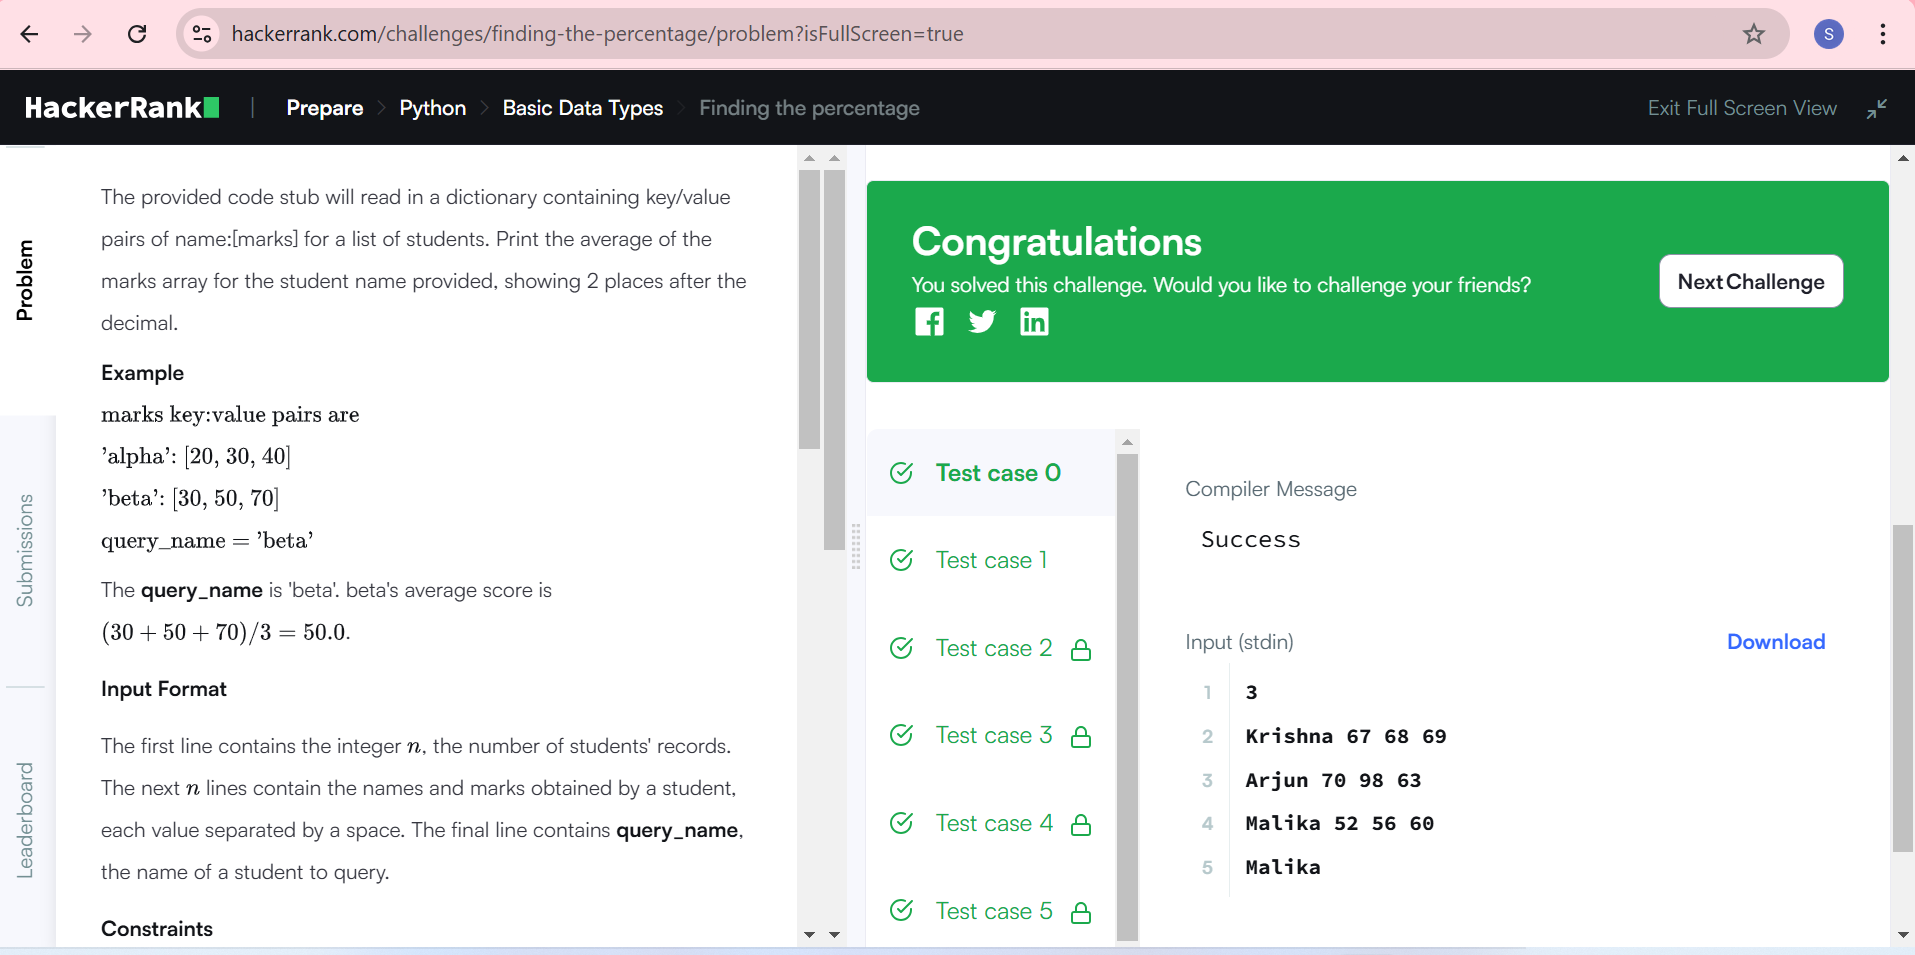 hackerrank.com/challenges/finding-the-percentage/problem?isFullScreen=true
S
HackerRank
Prepare
Python
Basic Data Types
Finding the percentage
Exit Full Screen View
Problem
Submissions
Leaderboard
The provided code stub will read in a dictionary containing key/value
pairs of name:[marks] for a list of students. Print the average of the
marks array for the student name provided, showing 2 places after the
decimal.
Example
marks key:value pairs are
’alpha’: [20, 30, 40]
’beta’: [30, 50, 70]
query_name = ’beta’
The query_name is 'beta'. beta's average score is
(30 + 50 + 70)/3 = 50.0.
Input Format
The first line contains the integer n, the number of students' records.
The next n lines contain the names and marks obtained by a student,
each value separated by a space. The final line contains query_name,
the name of a student to query.
Constraints
Congratulations
You solved this challenge. Would you like to challenge your friends?
Next Challenge
Test case 0
Test case 1
Test case 2
Test case 3
Test case 4
Test case 5
Compiler Message
Success
Input (stdin)
Download
1 3
2 Krishna 67 68 69
3 Arjun 70 98 63
4 Malika 52 56 60
5 Malika